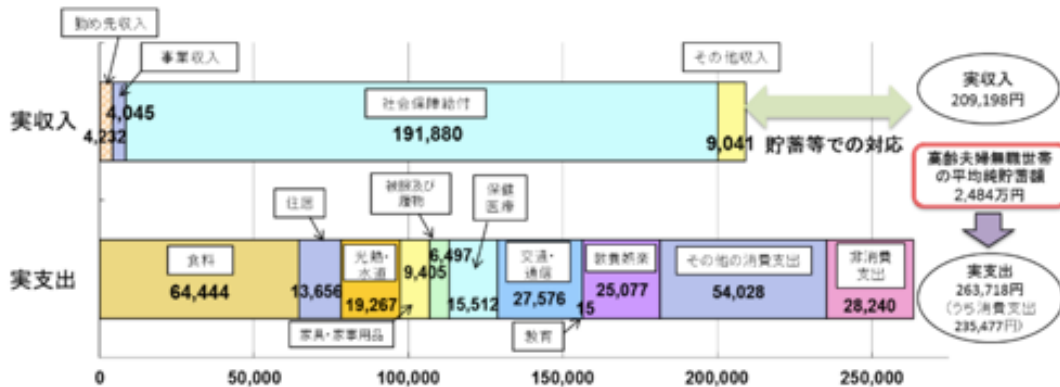 勤め先収入
事業収入
その他収入
実収入
4,232
4,045
社会保障給付
191,880
9,041
貯蓄等での対応
実収入
209,198円
高齢夫婦無職世帯
の平均純貯蓄額
2,484万円
住居
被服及び
履物
保健
医療
実支出
食料
64,444
13,656
光熱・
水道
19,267
9,405
6,497
15,512
交通・
通信
27,576
15
教養娯楽
25,077
その他の消費支出
54,028
非消費
支出
28,240
実支出
263,718円
(うち消費支出
235,477円)
家具・家事用品
教育
0
50,000
100,000
150,000
200,000
250,000